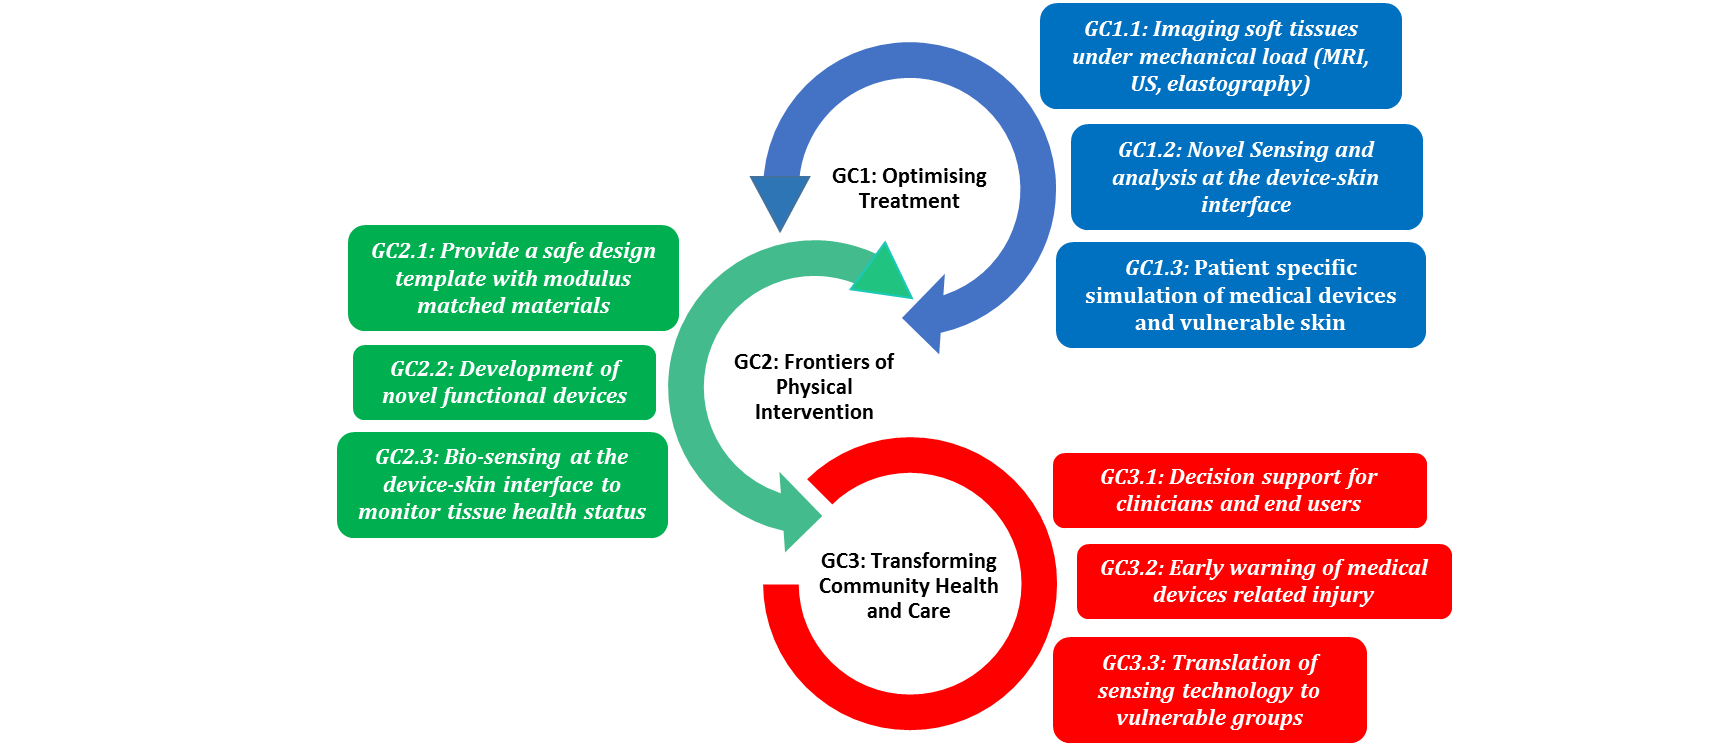 GC1.1: Imaging soft tissues
under mechanical load (MRI,
US, elastography)
GC1.2: Novel Sensing and
analysis at the device-skin
interface
GC1.3: Patient specific
simulation of medical devices
and vulnerable skin
GC1: Optimising
Treatment
GC2.1: Provide a safe design
template with modulus
matched materials
GC2.2: Development of
novel functional devices
GC2.3: Bio-sensing at the
device-skin interface to
monitor tissue health status
GC2: Frontiers of
Physical
Intervention
GC3: Transforming
Community Health
and Care
GC3.1: Decision support for
clinicians and end users
GC3.2: Early warning of medical
devices related injury
GC3.3: Translation of
sensing technology to
vulnerable groups